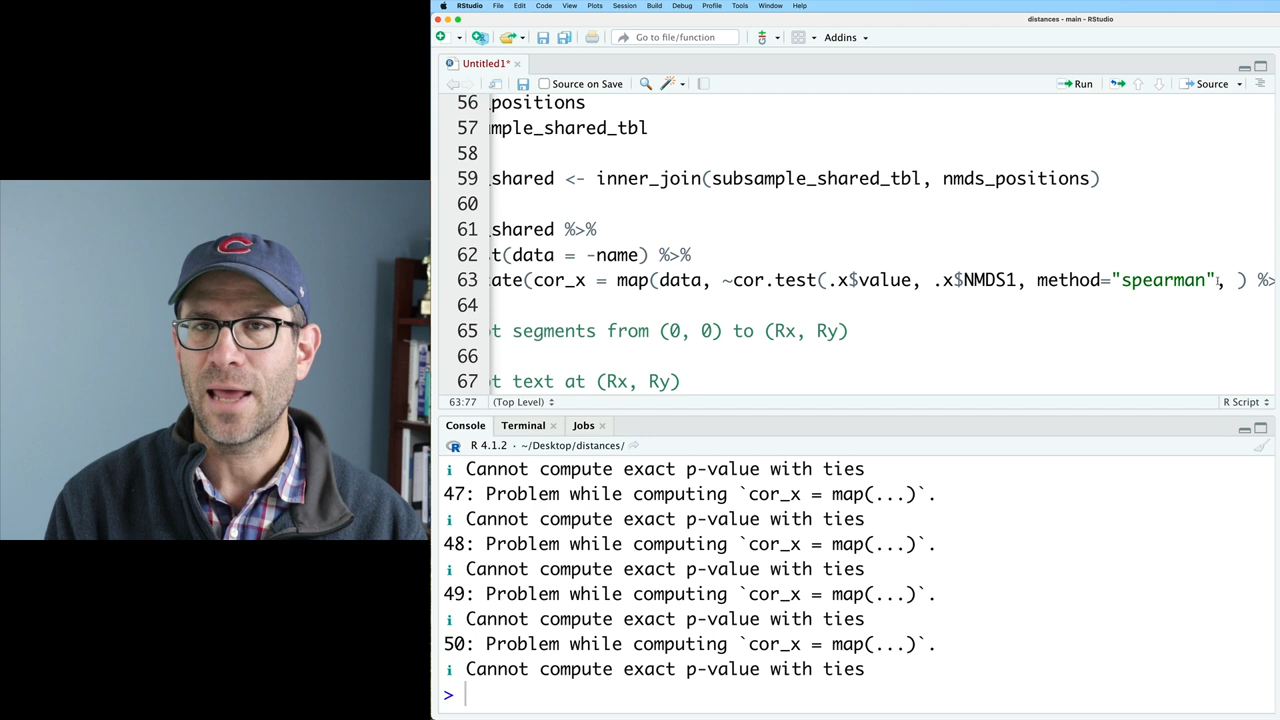 RStudio File Edit Code View Plots Session Build Debug Profile Tools Window Help
distances - main - RStudio
Go to file/function
Addins
Untitled1*
Source on Save
Run
Source
56 _positions
57 mple_shared_tbl
58
59 _shared <- inner_join(subsample_shared_tbl, nmds_positions)
60
61 _shared %>%
62 t(data = -name) %>%
63 ate(cor_x = map(data, ~cor.test(.x$value, .x$NMDS1, method="spearman", ) %>
64
65 t segments from (0, 0) to (Rx, Ry)
66
67 t text at (Rx, Ry)
63:77 (Top Level) R Script
Console Terminal Jobs
R 4.1.2 · ~/Desktop/distances/
i Cannot compute exact p-value with ties
47: Problem while computing `cor_x = map(...)`.
i Cannot compute exact p-value with ties
48: Problem while computing `cor_x = map(...)`.
i Cannot compute exact p-value with ties
49: Problem while computing `cor_x = map(...)`.
i Cannot compute exact p-value with ties
50: Problem while computing `cor_x = map(...)`.
i Cannot compute exact p-value with ties
>
C